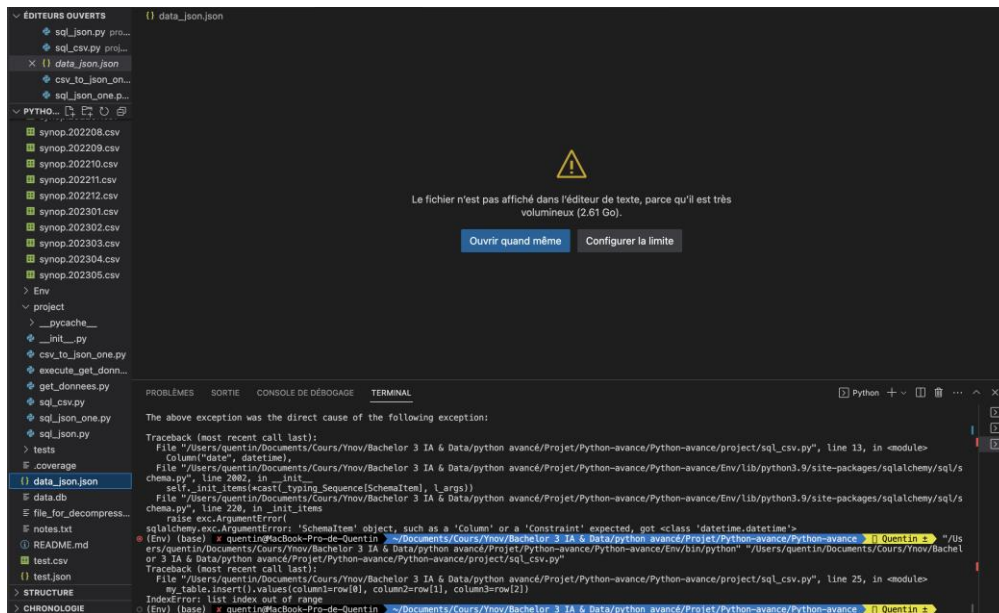 ÉDITEURS OUVERTS
sql_json.py pro...
sql_csv.py proj...
data_json.json
csv_to_json_on...
sql_json_one.p...
PYTHO...
synop.202208.csv
synop.202209.csv
synop.202210.csv
synop.202211.csv
synop.202212.csv
synop.202301.csv
synop.202302.csv
synop.202303.csv
synop.202304.csv
synop.202305.csv
Env
project
__pycache__
__init__.py
csv_to_json_one.py
execute_get_donn...
get_donnees.py
sql_csv.py
sql_json_one.py
sql_json.py
tests
.coverage
data_json.json
data.db
file_for_decompress...
notes.txt
README.md
test.csv
test.json
STRUCTURE
CHRONOLOGIE
{} data_json.json
Le fichier n'est pas affiché dans l'éditeur de texte, parce qu'il est très
volumineux (2.61 Go).
Ouvrir quand même Configurer la limite
PROBLÈMES SORTIE CONSOLE DE DÉBOGAGE TERMINAL
Python
The above exception was the direct cause of the following exception:
Traceback (most recent call last):
File "/Users/quentin/Documents/Cours/Ynov/Bachelor 3 IA & Data/python avancé/Projet/Python-avance/Python-avance/project/sql_csv.py", line 13, in <module>
Column("date", datetime),
File "/Users/quentin/Documents/Cours/Ynov/Bachelor 3 IA & Data/python avancé/Projet/Python-avance/Python-avance/Env/lib/python3.9/site-packages/sqlalchemy/sql/s
chema.py", line 2002, in __init__
self._init_items(*cast(_typing_Sequence[SchemaItem], l_args))
File "/Users/quentin/Documents/Cours/Ynov/Bachelor 3 IA & Data/python avancé/Projet/Python-avance/Python-avance/Env/lib/python3.9/site-packages/sqlalchemy/sql/s
chema.py", line 220, in _init_items
raise exc.ArgumentError(
sqlalchemy.exc.ArgumentError: 'SchemaItem' object, such as a 'Column' or a 'Constraint' expected, got <class 'datetime.datetime'>
(Env) (base) ✘ quentin@MacBook-Pro-de-Quentin ~/Documents/Cours/Ynov/Bachelor 3 IA & Data/python avancé/Projet/Python-avance/Python-avance Quentin ± "/Us
ers/quentin/Documents/Cours/Ynov/Bachelor 3 IA & Data/python avancé/Projet/Python-avance/Python-avance/Env/bin/python" "/Users/quentin/Documents/Cours/Ynov/Bachel
or 3 IA & Data/python avancé/Projet/Python-avance/Python-avance/project/sql_csv.py"
Traceback (most recent call last):
File "/Users/quentin/Documents/Cours/Ynov/Bachelor 3 IA & Data/python avancé/Projet/Python-avance/Python-avance/project/sql_csv.py", line 25, in <module>
my_table.insert().values(column1=row[0], column2=row[1], column3=row[2])
IndexError: list index out of range
(Env) (base) ✘ quentin@MacBook-Pro-de-Quentin ~/Documents/Cours/Ynov/Bachelor 3 IA & Data/python avancé/Projet/Python-avance/Python-avance Quentin ±